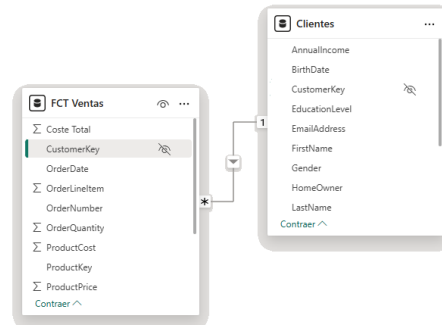 Clientes
AnnualIncome
BirthDate
CustomerKey
EducationLevel
EmailAddress
FirstName
Gender
HomeOwner
LastName
Contraer
FCT Ventas
Σ Coste Total
CustomerKey
OrderDate
Σ OrderLineItem
OrderNumber
Σ OrderQuantity
Σ ProductCost
ProductKey
Σ ProductPrice
Contraer
1
*